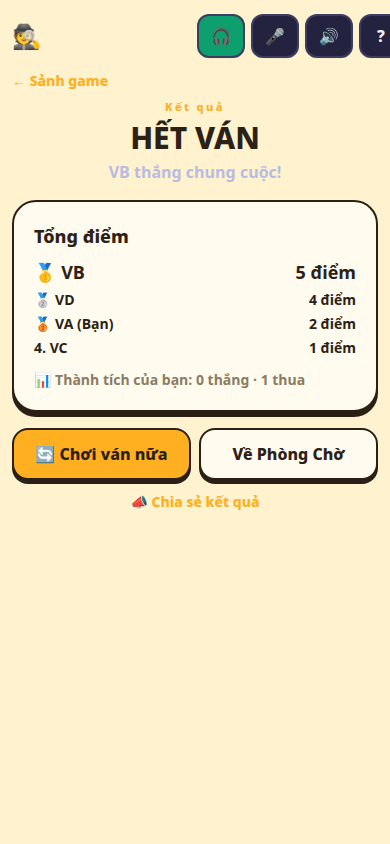 ?
← Sảnh game
Kết quả
HẾT VÁN
VB thắng chung cuộc!
Tổng điểm
🥇 VB 5 điểm
🥈 VD 4 điểm
🥉 VA (Bạn) 2 điểm
4. VC 1 điểm
📊 Thành tích của bạn: 0 thắng · 1 thua
🔄 Chơi ván nữa Về Phòng Chờ
📣 Chia sẻ kết quả